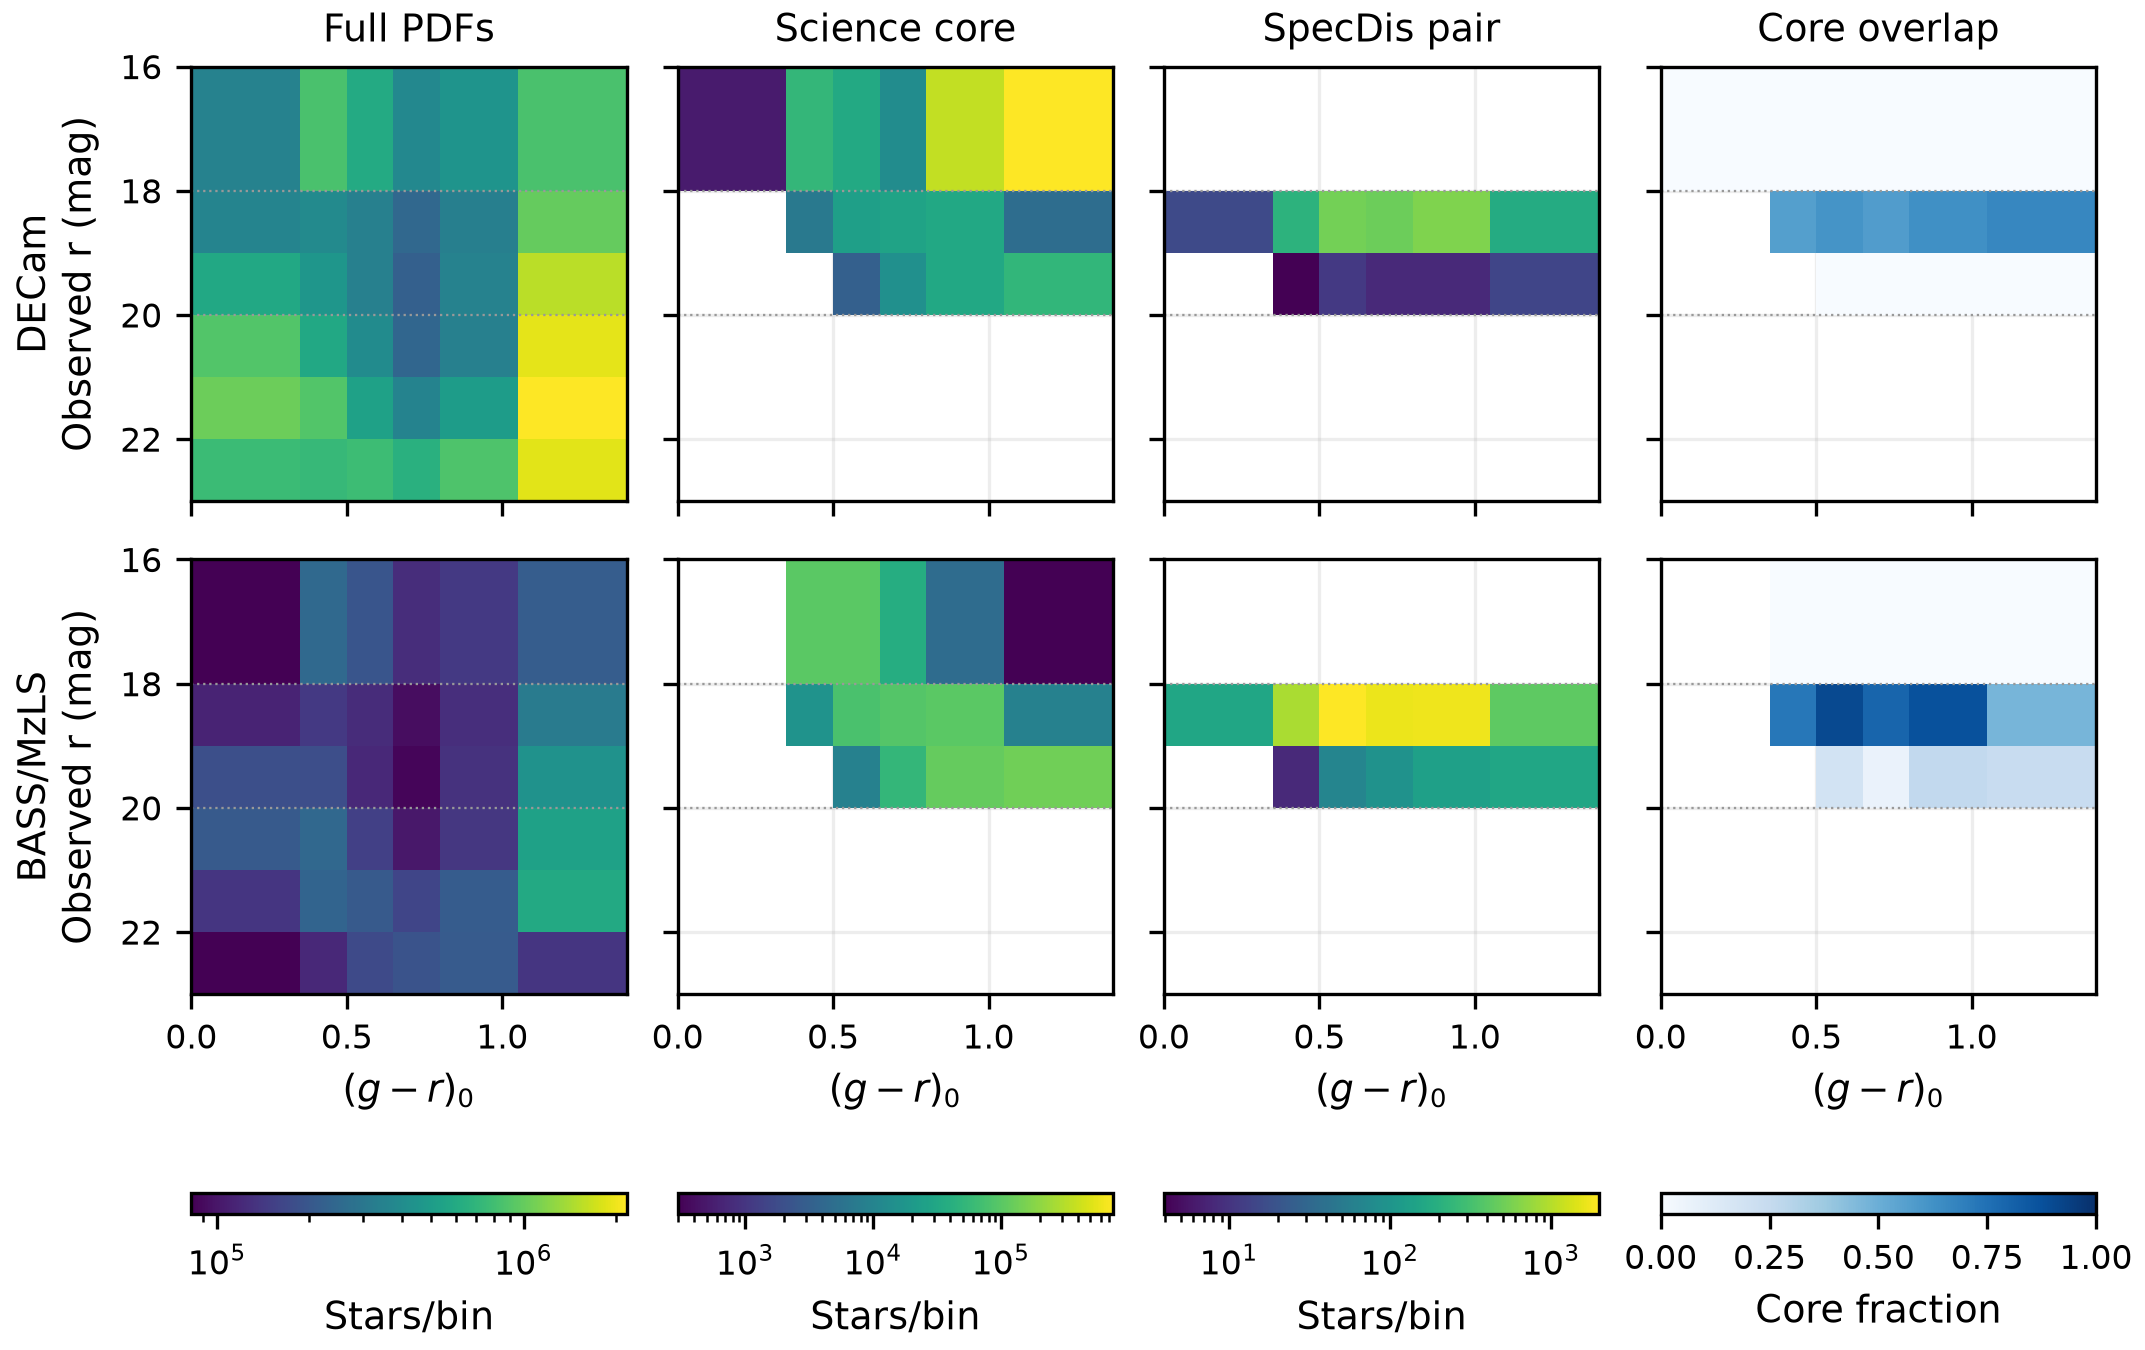 Full PDFs
Science core
SpecDis pair
Core overlap
DECam
Observed r (mag)
16
18
20
22
BASS/MzLS
Observed r (mag)
16
18
20
22
0.0 0.5 1.0
0.0 0.5 1.0
0.0 0.5 1.0
0.0 0.5 1.0
(g − r)₀
(g − r)₀
(g − r)₀
(g − r)₀
10⁵ 10⁶
10³ 10⁴ 10⁵
10¹ 10² 10³
0.00 0.25 0.50 0.75 1.00
Stars/bin
Stars/bin
Stars/bin
Core fraction